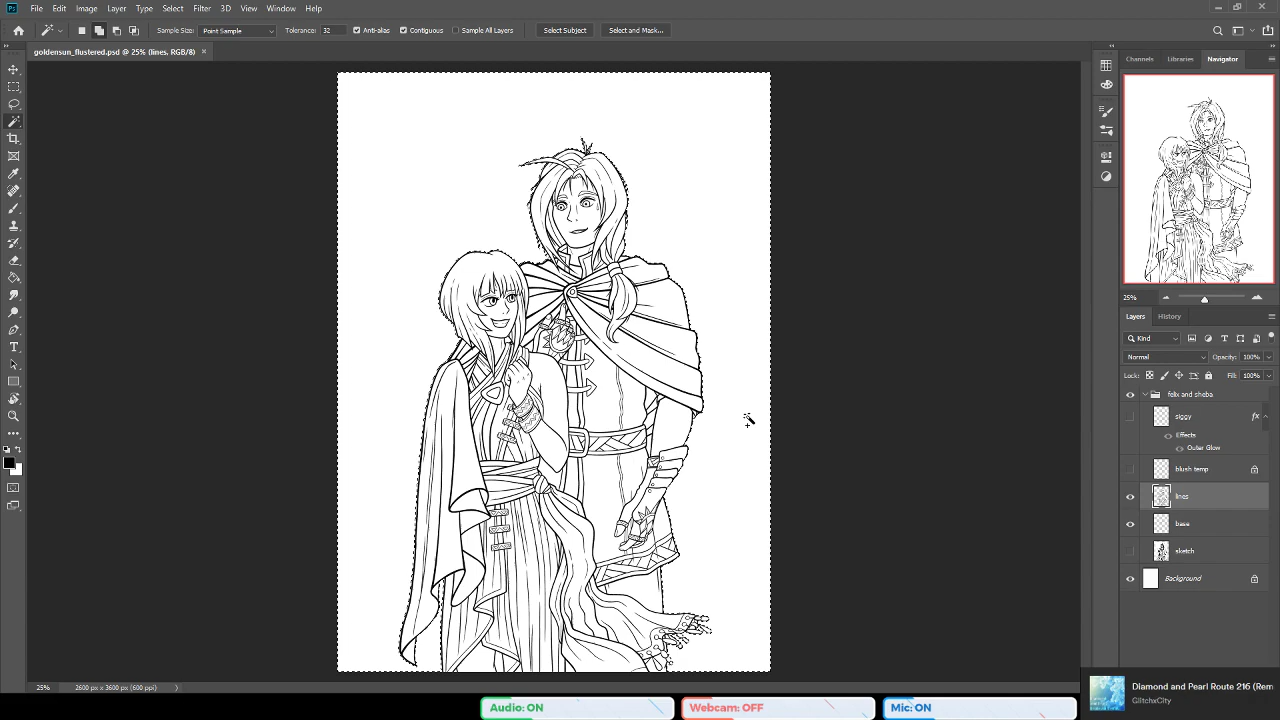 Ps File Edit Image Layer Type Select Filter 3D View Window Help
Sample Size: Point Sample Tolerance: 32 Anti-alias Contiguous Sample All Layers Select Subject Select and Mask...
goldensun_flustered.psd @ 25% (lines, RGB/8) ×
Channels Libraries Navigator
25%
Layers History
Kind
Normal Opacity: 100%
Lock: Fill: 100%
felix and sheba
siggy fx
Effects
Outer Glow
blush temp
lines
base
sketch
Background
25% 2600 px x 3600 px (600 ppi)
Diamond and Pearl Route 216 (Rem
GlitchxCity
Audio: ON Webcam: OFF Mic: ON